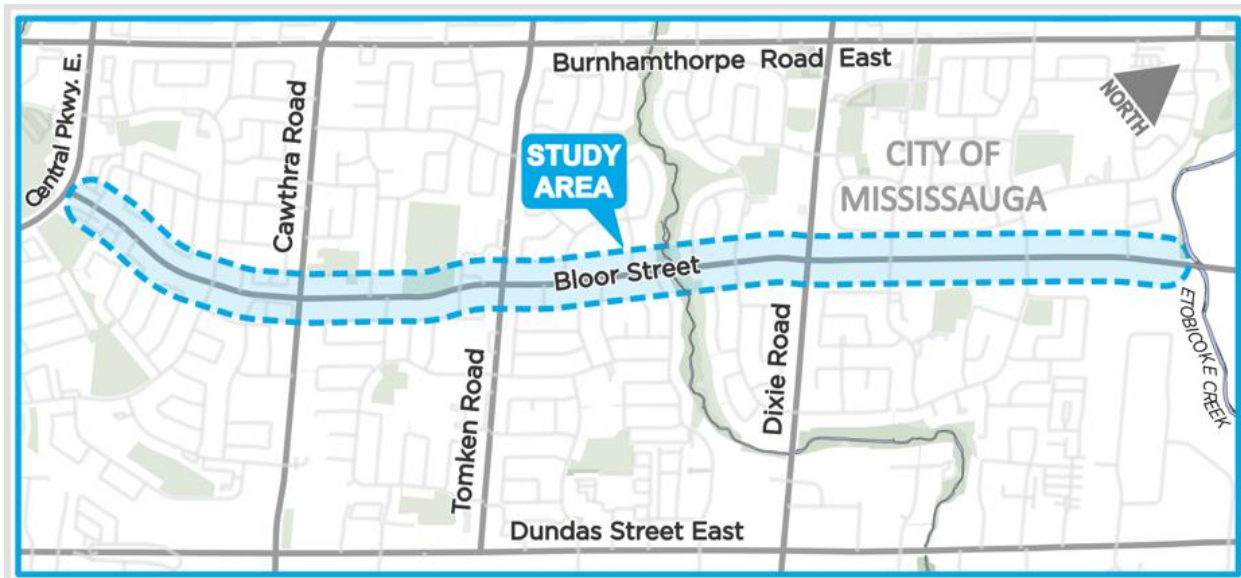 Burnhamthorpe Road East
Central Pkwy. E.
Cawthra Road
NORTH
STUDY
AREA
CITY OF
MISSISSAUGA
Bloor Street
Tomken Road
Dixie Road
ETOBICOKE CREEK
Dundas Street East